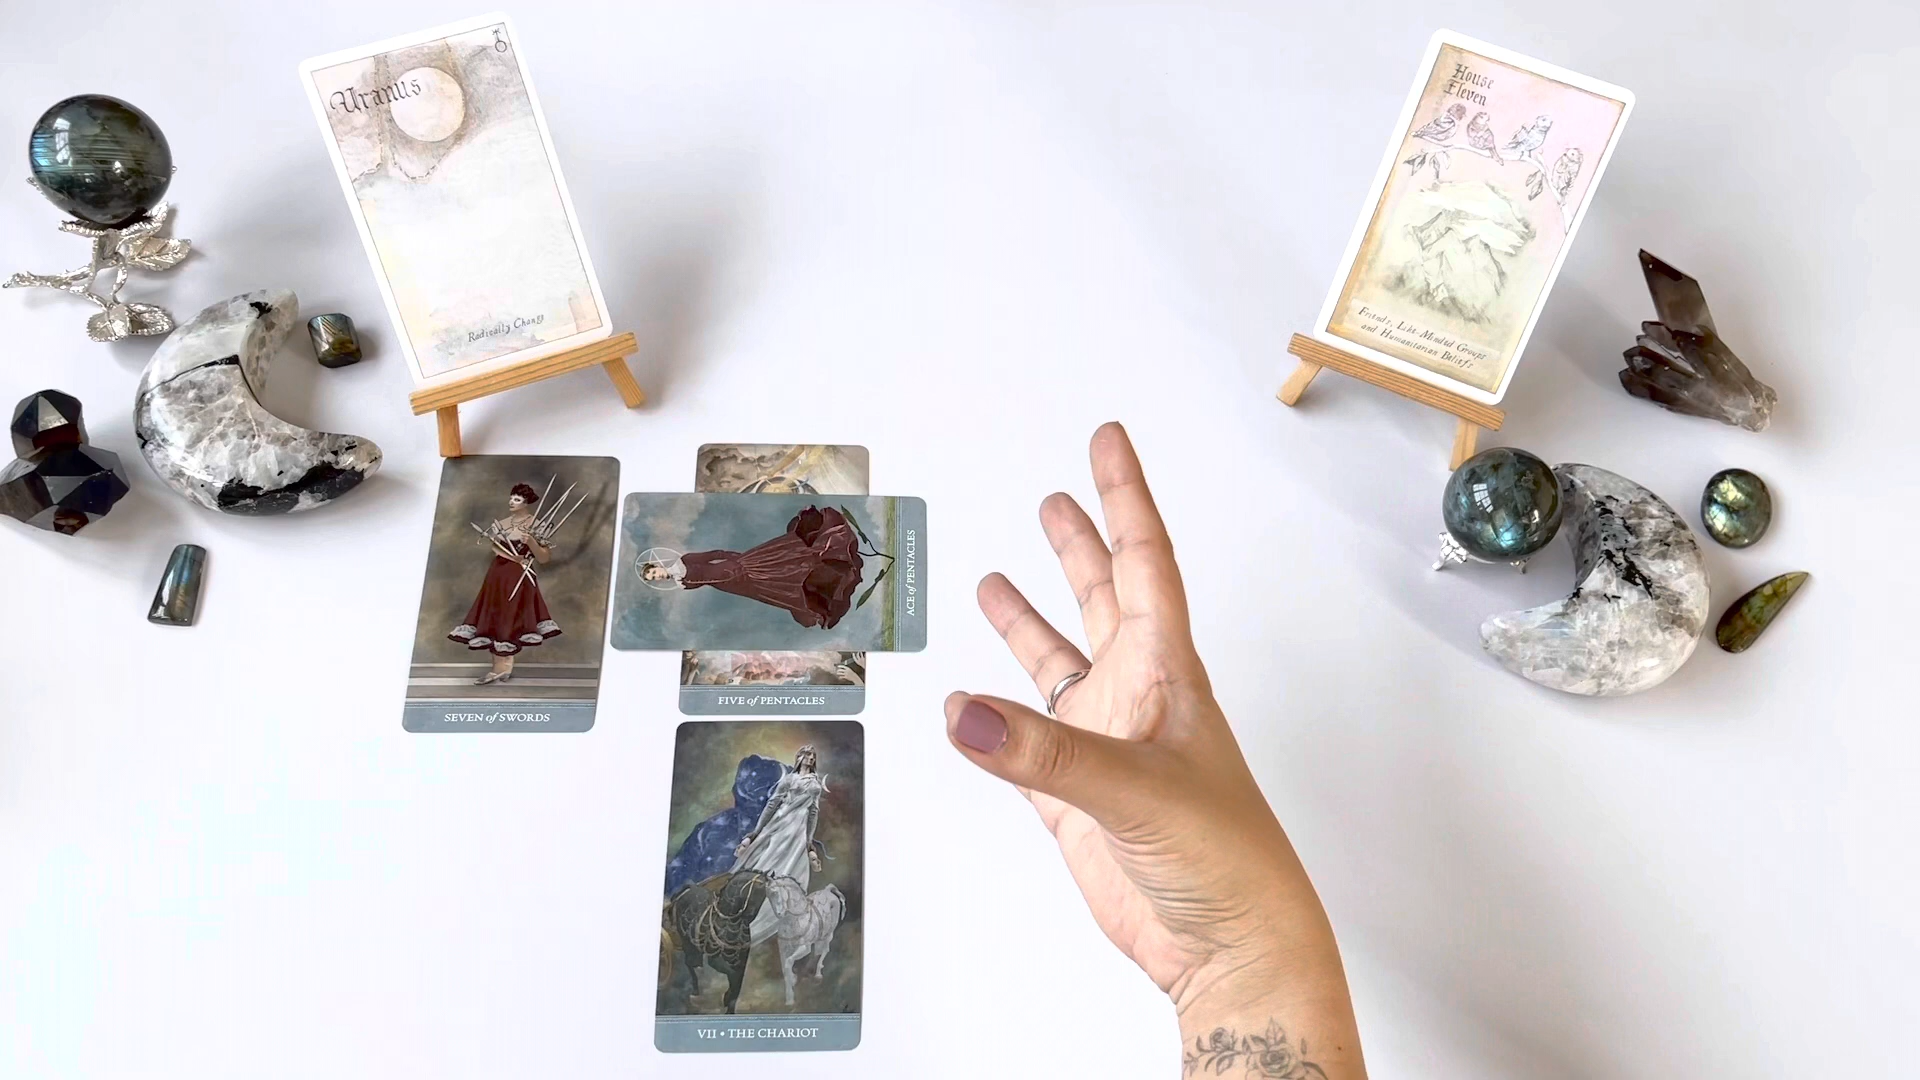 Uranus
Radically Change
House
Eleven
Friends, Like-Minded Groups
and Humanitarian Beliefs
SEVEN of SWORDS
ACE of PENTACLES
FIVE of PENTACLES
VII • THE CHARIOT